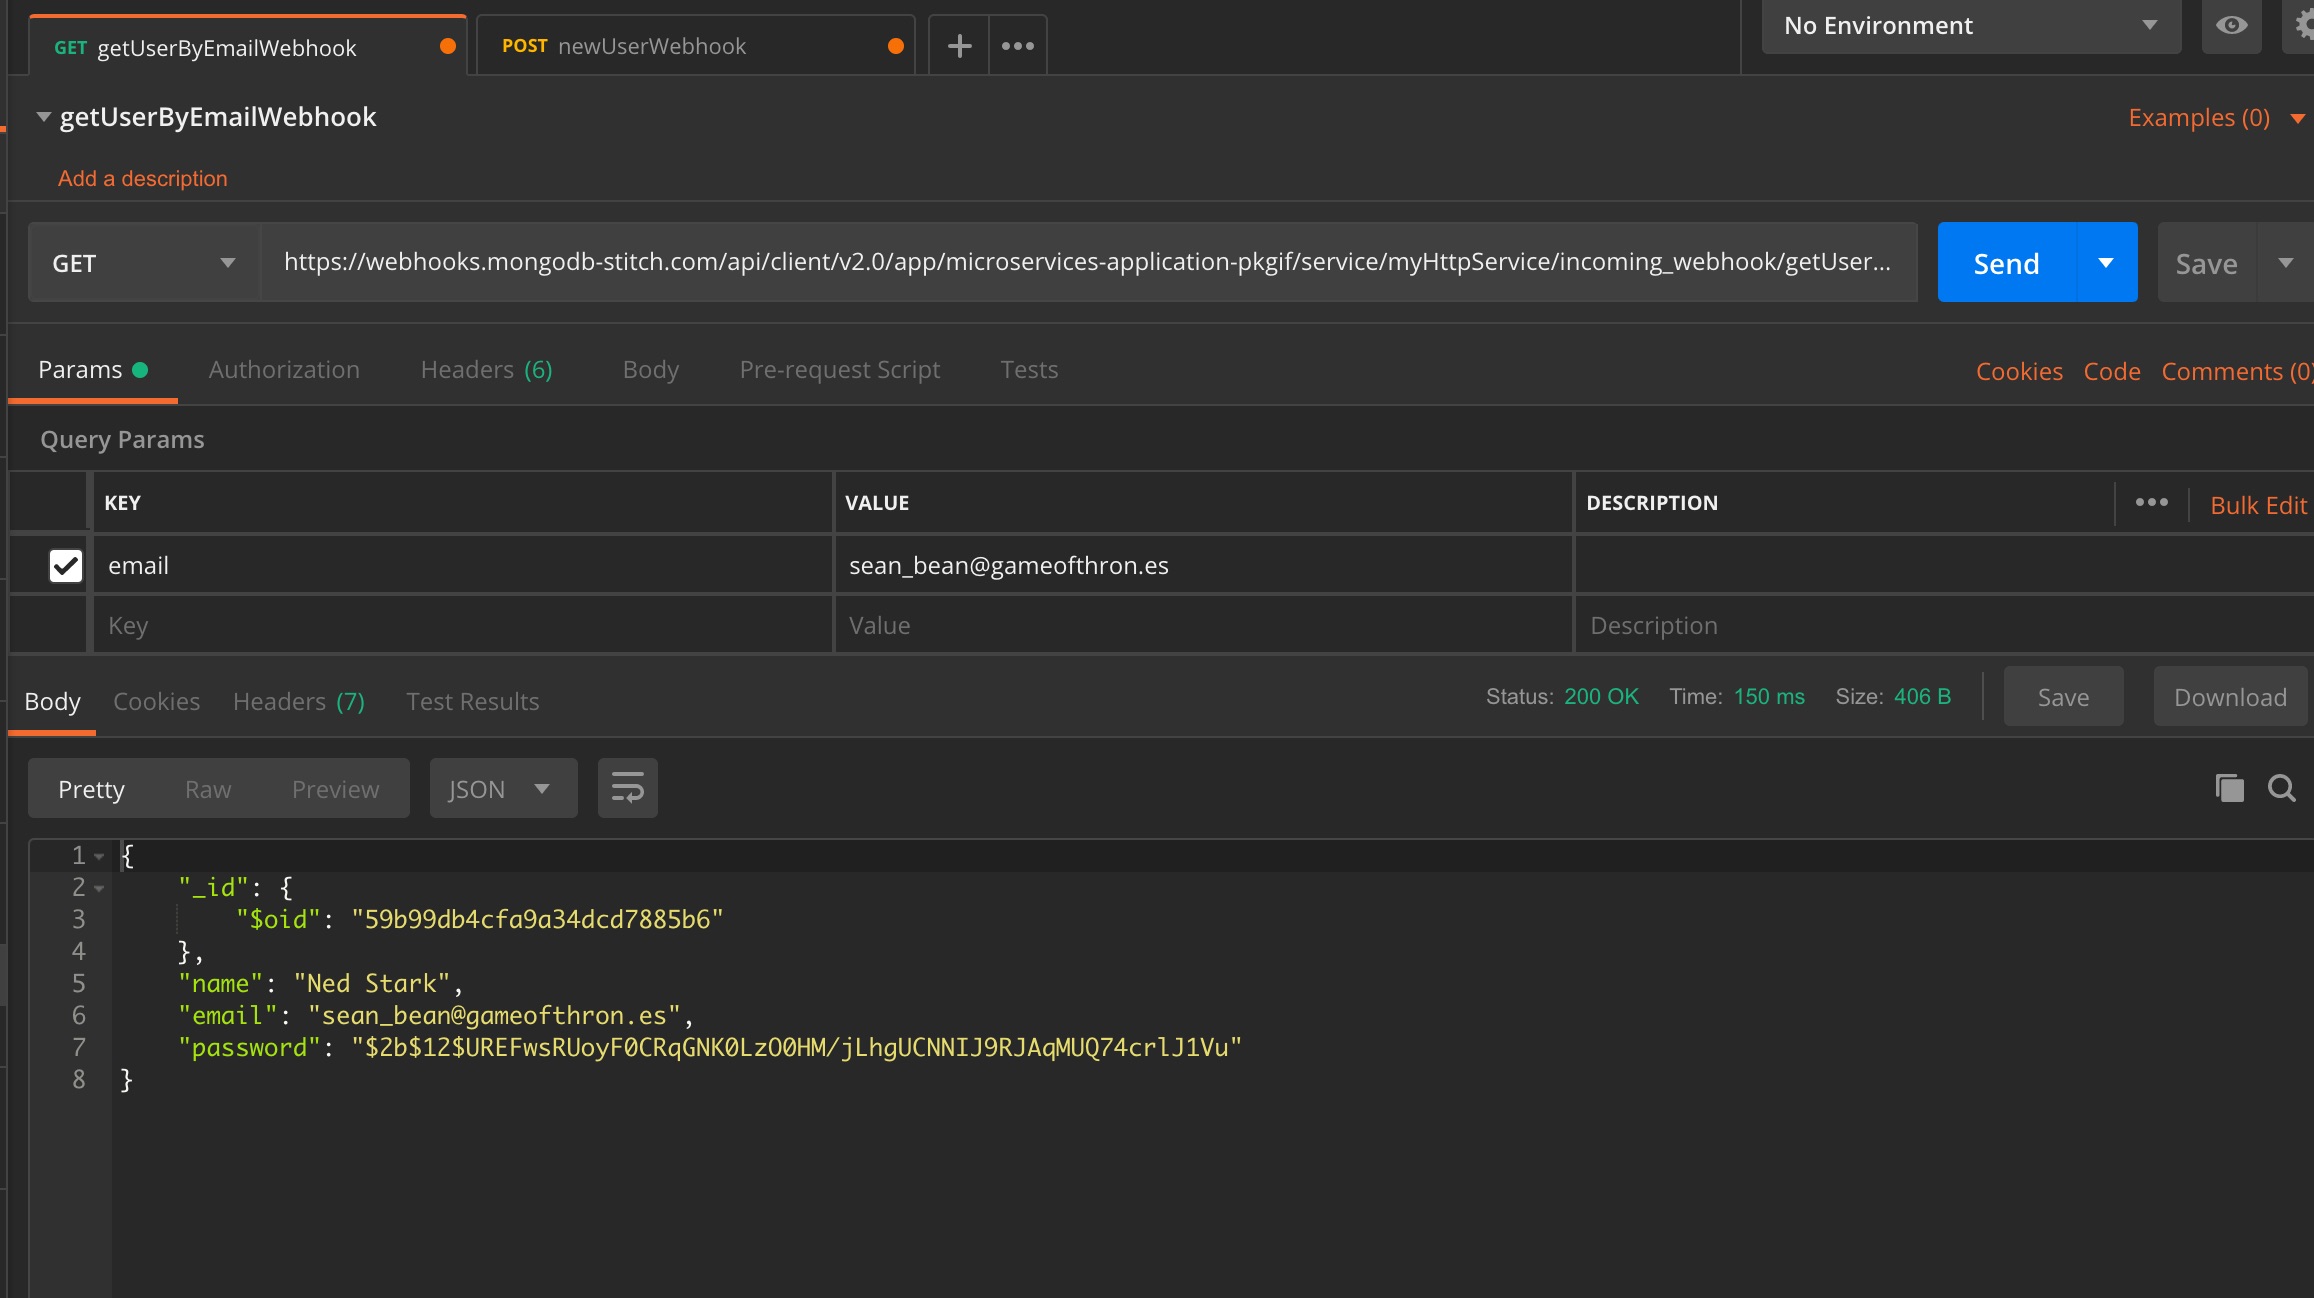 GET getUserByEmailWebhook POST newUserWebhook No Environment
getUserByEmailWebhook Examples (0)
Add a description
GET https://webhooks.mongodb-stitch.com/api/client/v2.0/app/microservices-application-pkgif/service/myHttpService/incoming_webhook/getUser... Send Save
Params Authorization Headers (6) Body Pre-request Script Tests Cookies Code Comments (0)
Query Params
KEY VALUE DESCRIPTION Bulk Edit
email sean_bean@gameofthron.es
Key Value Description
Body Cookies Headers (7) Test Results Status: 200 OK Time: 150 ms Size: 406 B Save Download
Pretty Raw Preview JSON
1 {
2 "_id": {
3 "$oid": "59b99db4cfa9a34dcd7885b6"
4 },
5 "name": "Ned Stark",
6 "email": "sean_bean@gameofthron.es",
7 "password": "$2b$12$UREFwsRUoyF0CRqGNK0LzO0HM/jLhgUCNNIJ9RJAqMUQ74crlJ1Vu"
8 }